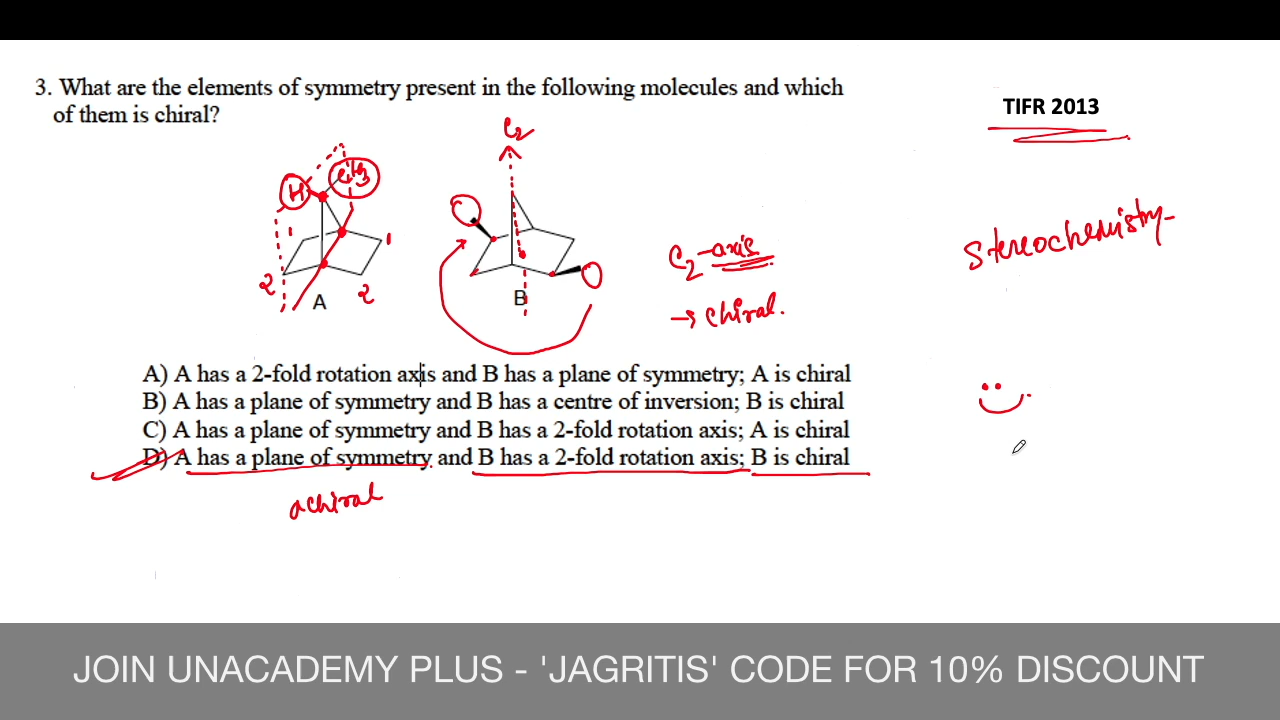 3. What are the elements of symmetry present in the following molecules and which
of them is chiral?
TIFR 2013
C2
H
CH3
1
1
2
2
A
B
C2-axis
→ chiral.
Stereochemistry
A) A has a 2-fold rotation axis and B has a plane of symmetry; A is chiral
B) A has a plane of symmetry and B has a centre of inversion; B is chiral
C) A has a plane of symmetry and B has a 2-fold rotation axis; A is chiral
D) A has a plane of symmetry and B has a 2-fold rotation axis; B is chiral
achiral
JOIN UNACADEMY PLUS - 'JAGRITIS' CODE FOR 10% DISCOUNT